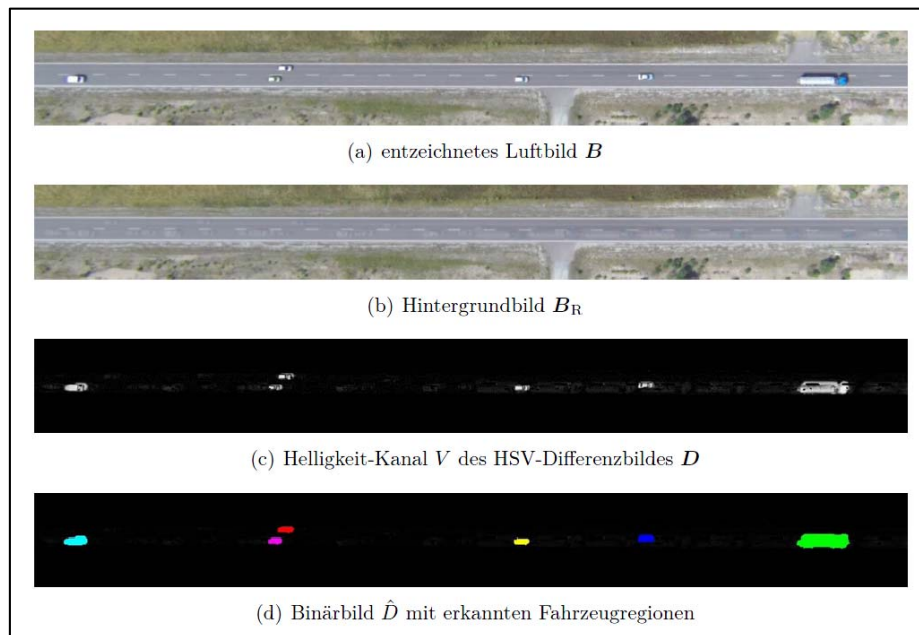 (a) entzeichnetes Luftbild B
(b) Hintergrundbild B_R
(c) Helligkeit-Kanal V des HSV-Differenzbildes D
(d) Binärbild D̂ mit erkannten Fahrzeugregionen